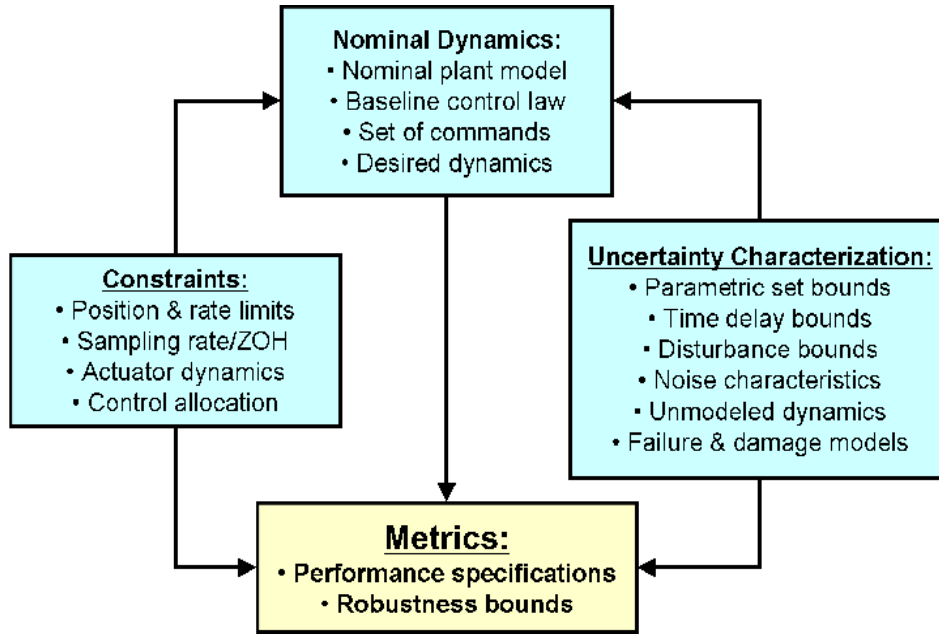 Nominal Dynamics:
• Nominal plant model
• Baseline control law
• Set of commands
• Desired dynamics
Constraints:
• Position & rate limits
• Sampling rate/ZOH
• Actuator dynamics
• Control allocation
Uncertainty Characterization:
• Parametric set bounds
• Time delay bounds
• Disturbance bounds
• Noise characteristics
• Unmodeled dynamics
• Failure & damage models
Metrics:
• Performance specifications
• Robustness bounds